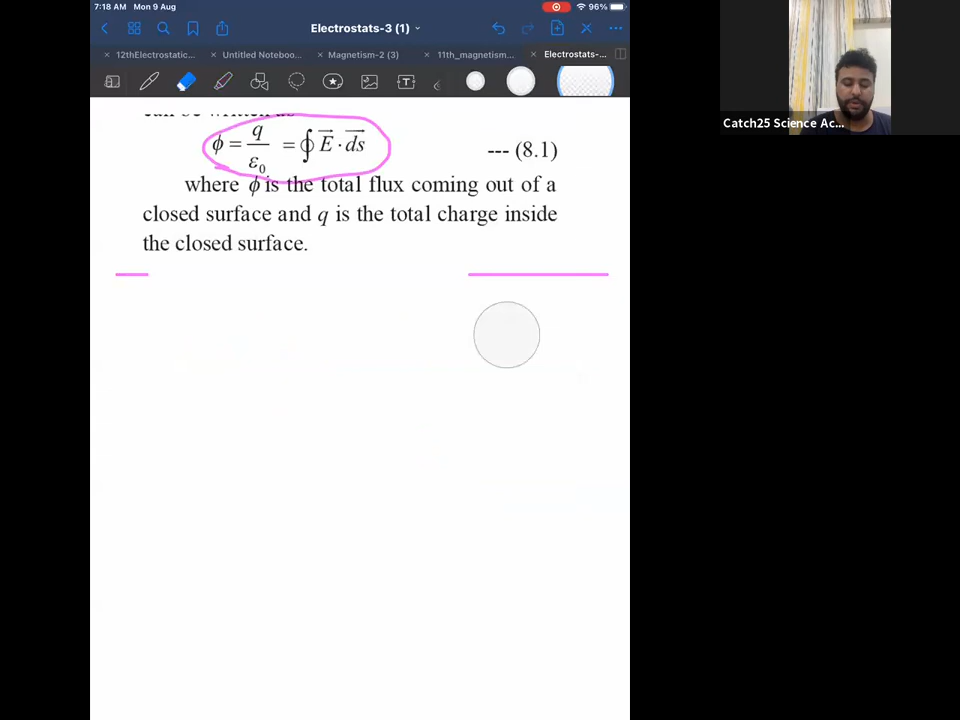 7:18 AM Mon 9 Aug
96%
Electrostats-3 (1)
12thElectrostatic...
Untitled Noteboo...
Magnetism-2 (3)
11th_magnetism...
Electrostats-...
T
Catch25 Science Ac...
ϕ = q/ε₀ = ∮ E⃗ · d⃗s --- (8.1)
where ϕ is the total flux coming out of a
closed surface and q is the total charge inside
the closed surface.